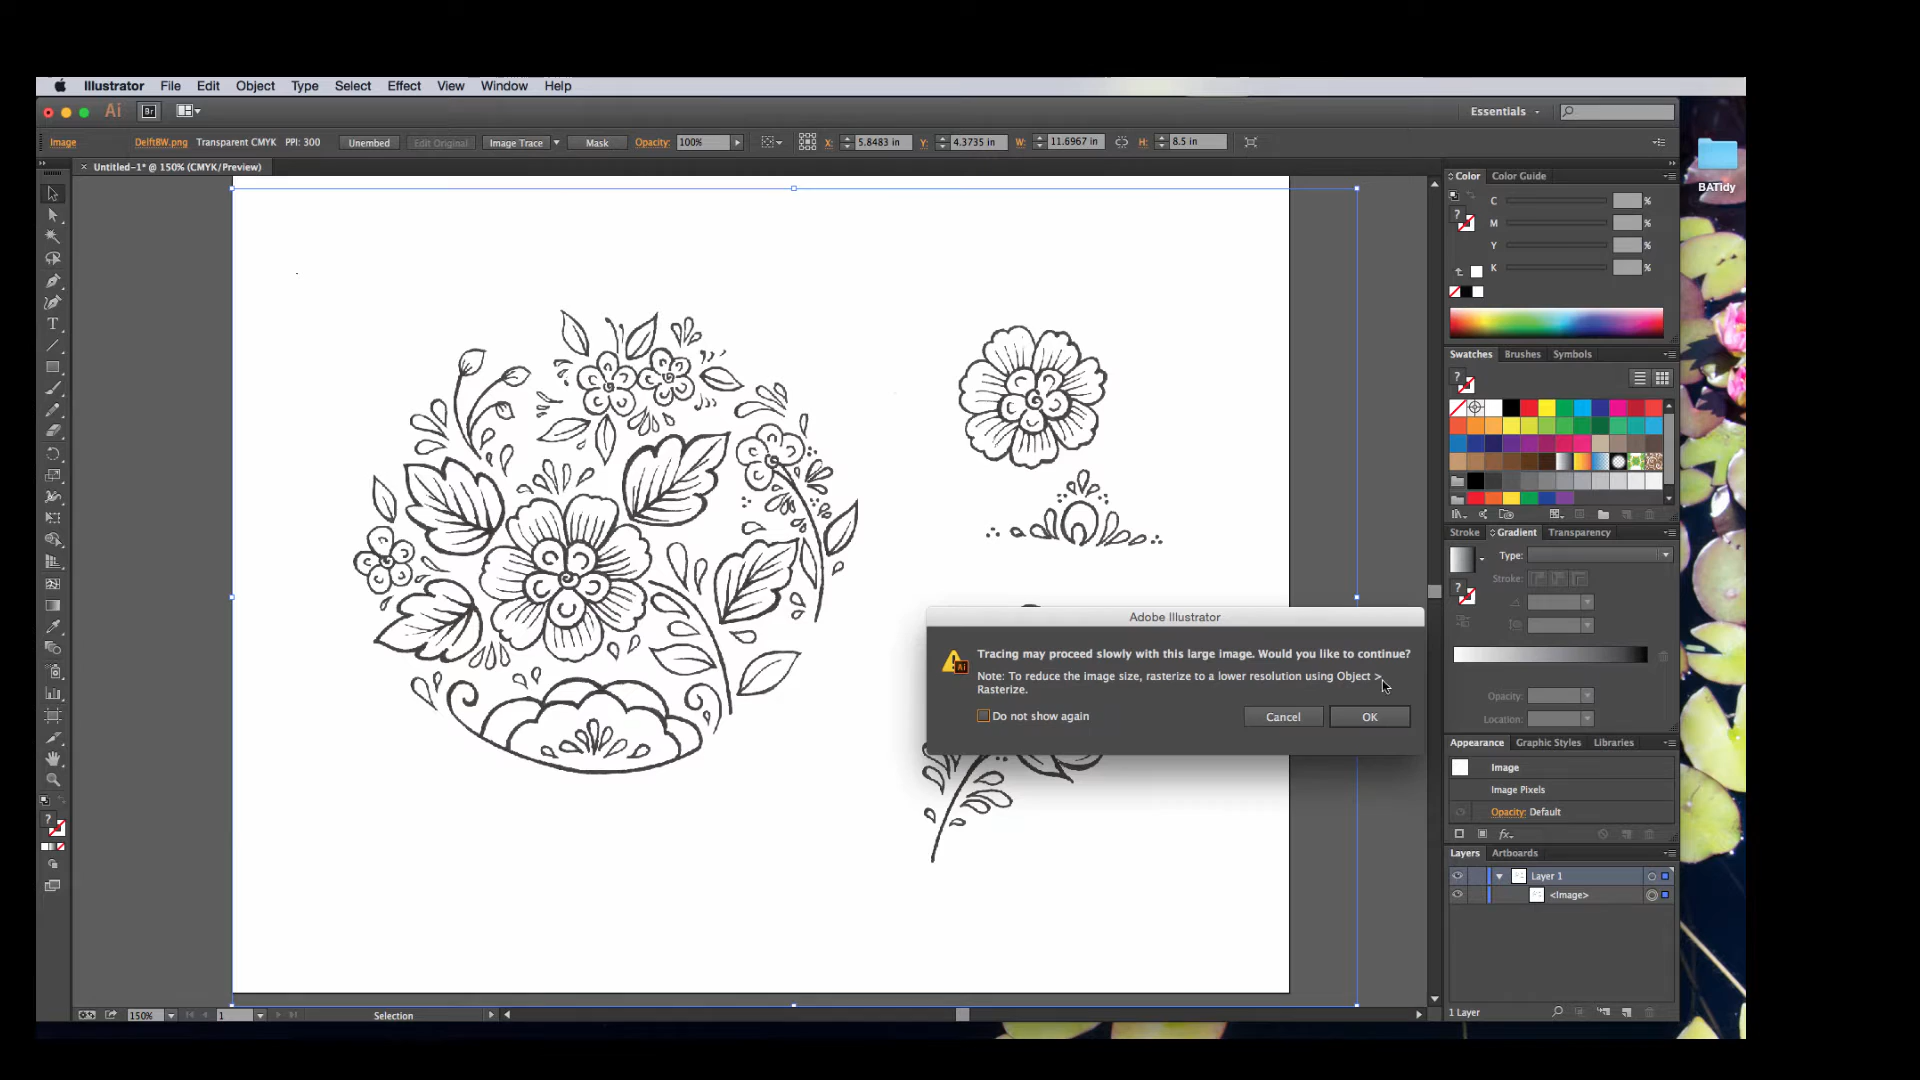 Illustrator File Edit Object Type Select Effect View Window Help
Ai Br Essentials
Image DelftBW.png Transparent CMYK PPI: 300 Unembed Edit Original Image Trace Mask Opacity: 100% X: 5.8483 in Y: 4.3735 in W: 11.6967 in H: 8.5 in
Untitled-1* @ 150% (CMYK/Preview)
BATidy
Color Color Guide
C %
M %
Y %
K %
Swatches Brushes Symbols
Stroke Gradient Transparency
Type:
Stroke:
Opacity:
Location:
Adobe Illustrator
Tracing may proceed slowly with this large image. Would you like to continue?
Note: To reduce the image size, rasterize to a lower resolution using Object >
Rasterize.
Do not show again Cancel OK
Appearance Graphic Styles Libraries
Image
Image Pixels
Opacity: Default
fx
Layers Artboards
Layer 1
<Image>
1 Layer
150% 1 Selection